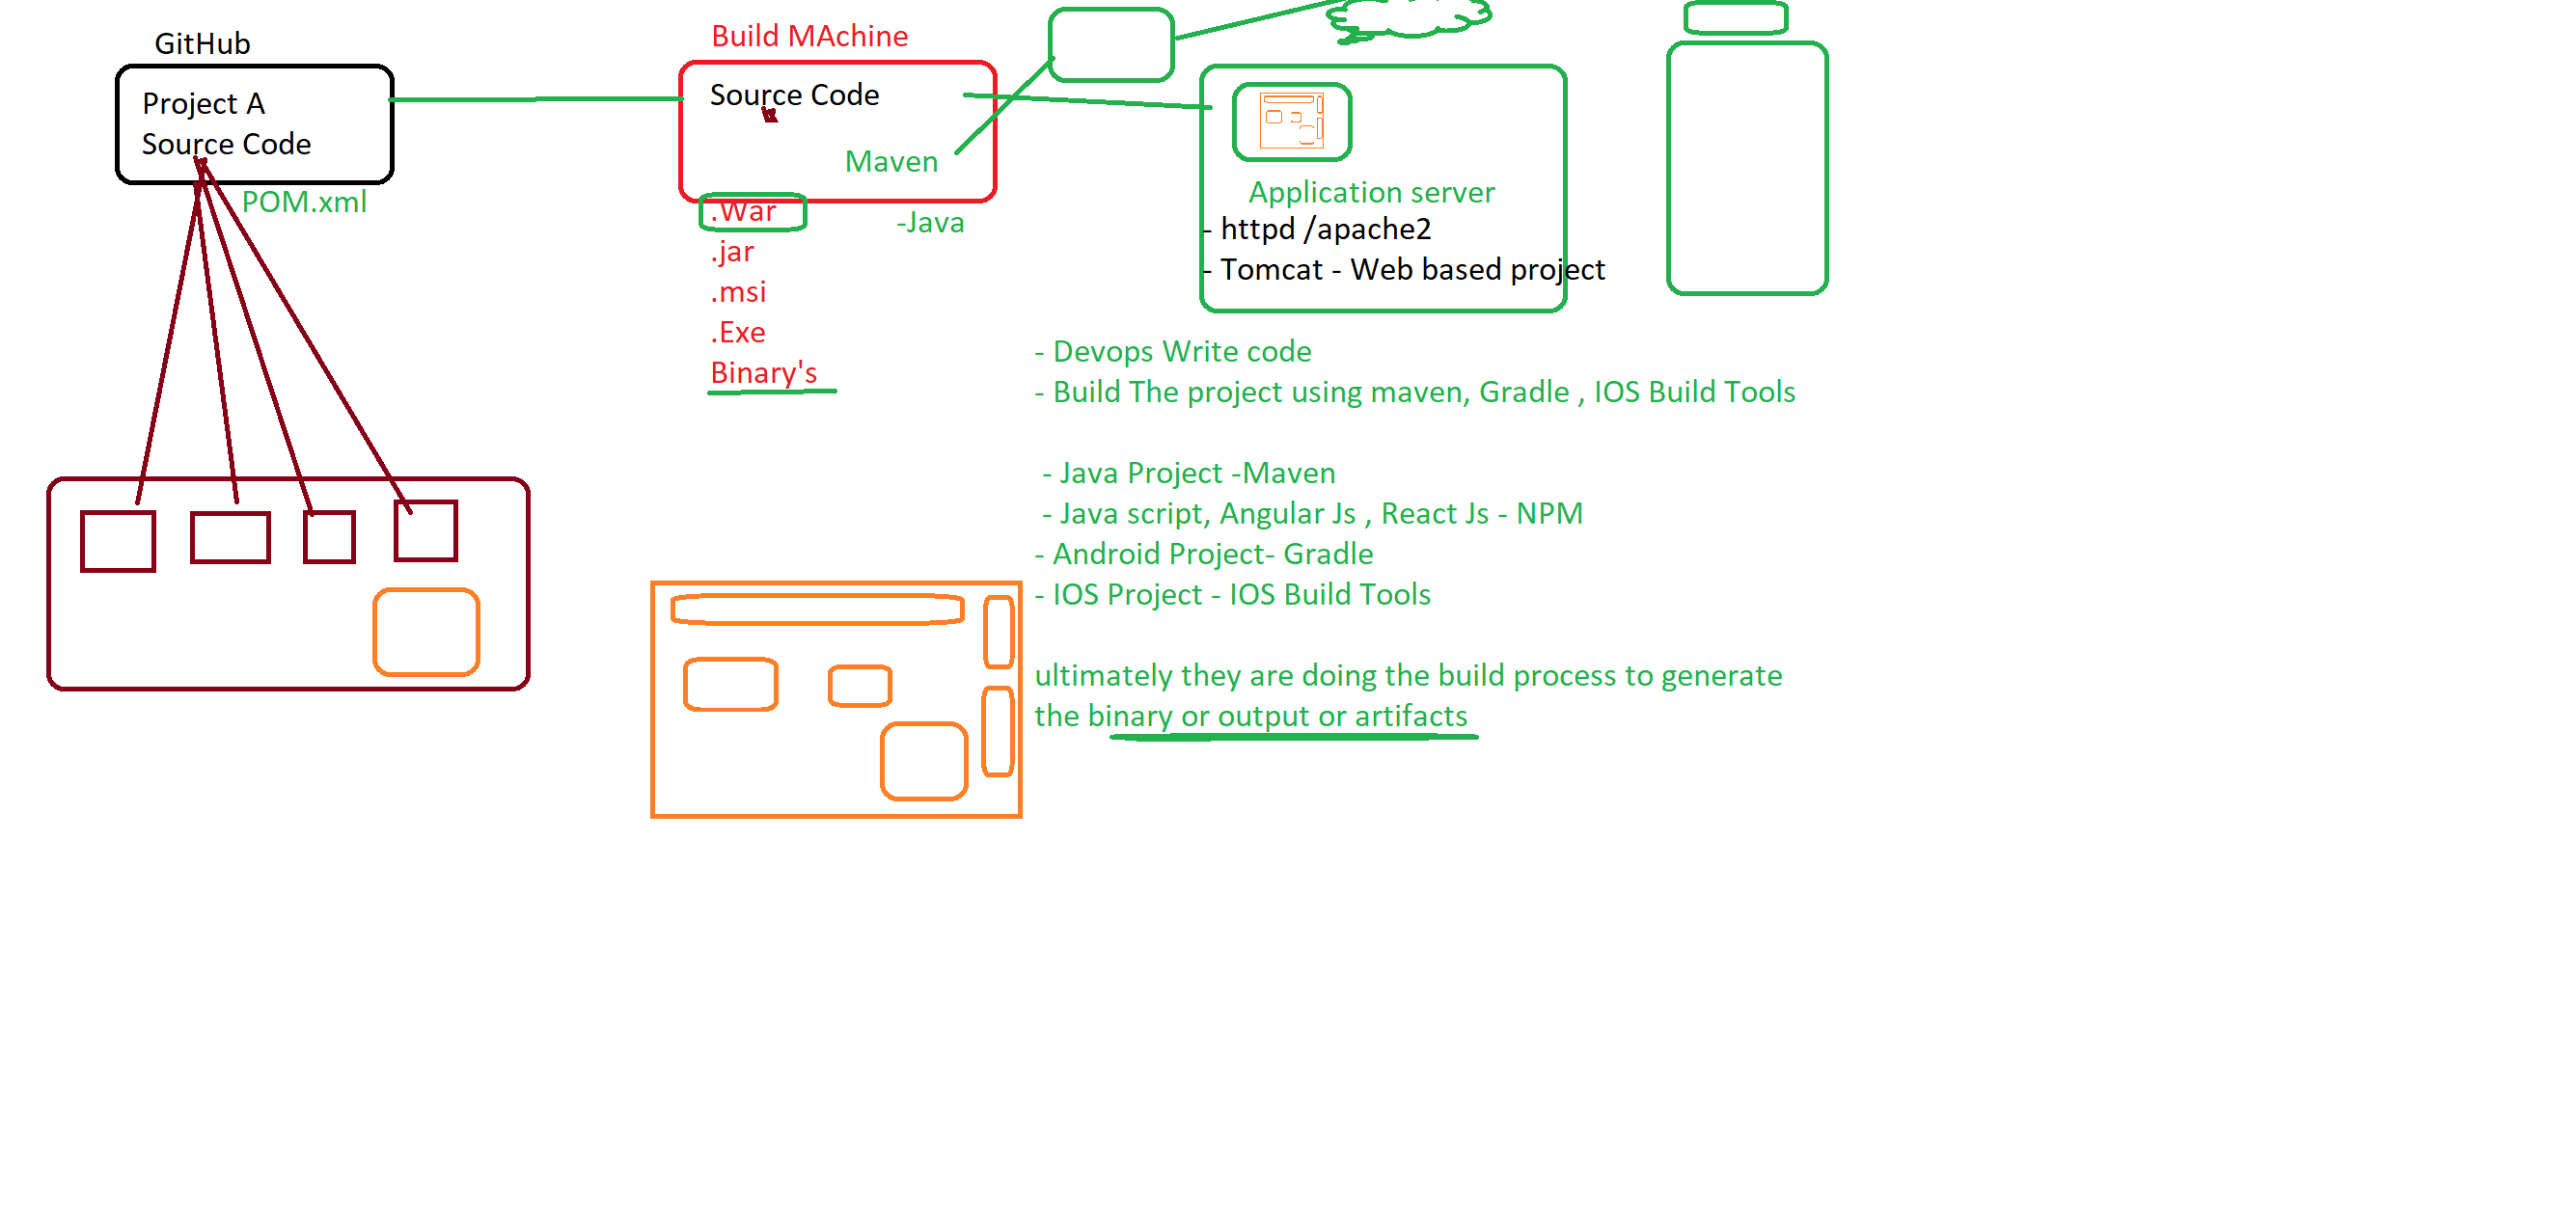 GitHub
Project A
Source Code
POM.xml
Build MAchine
Source Code
Maven
.War
-Java
.jar
.msi
.Exe
Binary's
Application server
- httpd /apache2
- Tomcat - Web based project
- Devops Write code
- Build The project using maven, Gradle , IOS Build Tools
- Java Project -Maven
- Java script, Angular Js , React Js - NPM
- Android Project- Gradle
- IOS Project - IOS Build Tools
ultimately they are doing the build process to generate
the binary or output or artifacts